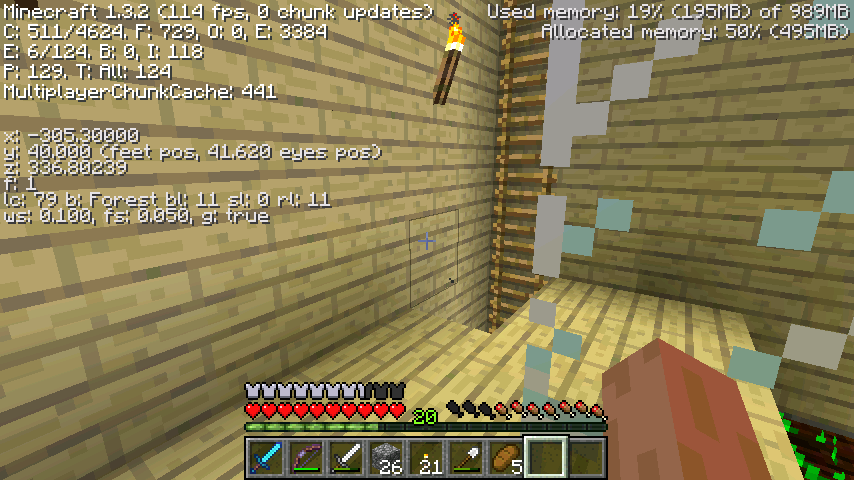 Minecraft 1.3.2 (114 fps, 0 chunk updates)
Used memory: 19% (195MB) of 989MB
C: 511/4624, F: 729, O: 0, E: 3384
Allocated memory: 50% (495MB)
E: 6/124, B: 0, I: 118
P: 129, T: All: 124
MultiplayerChunkCache: 441
x: -305.30000
y: 40.000 (feet pos, 41.620 eyes pos)
z: 336.80239
f: 1
lc: 79 b: Forest bl: 11 sl: 0 rl: 11
ws: 0.100, fs: 0.050, g: true
20
26
21
5